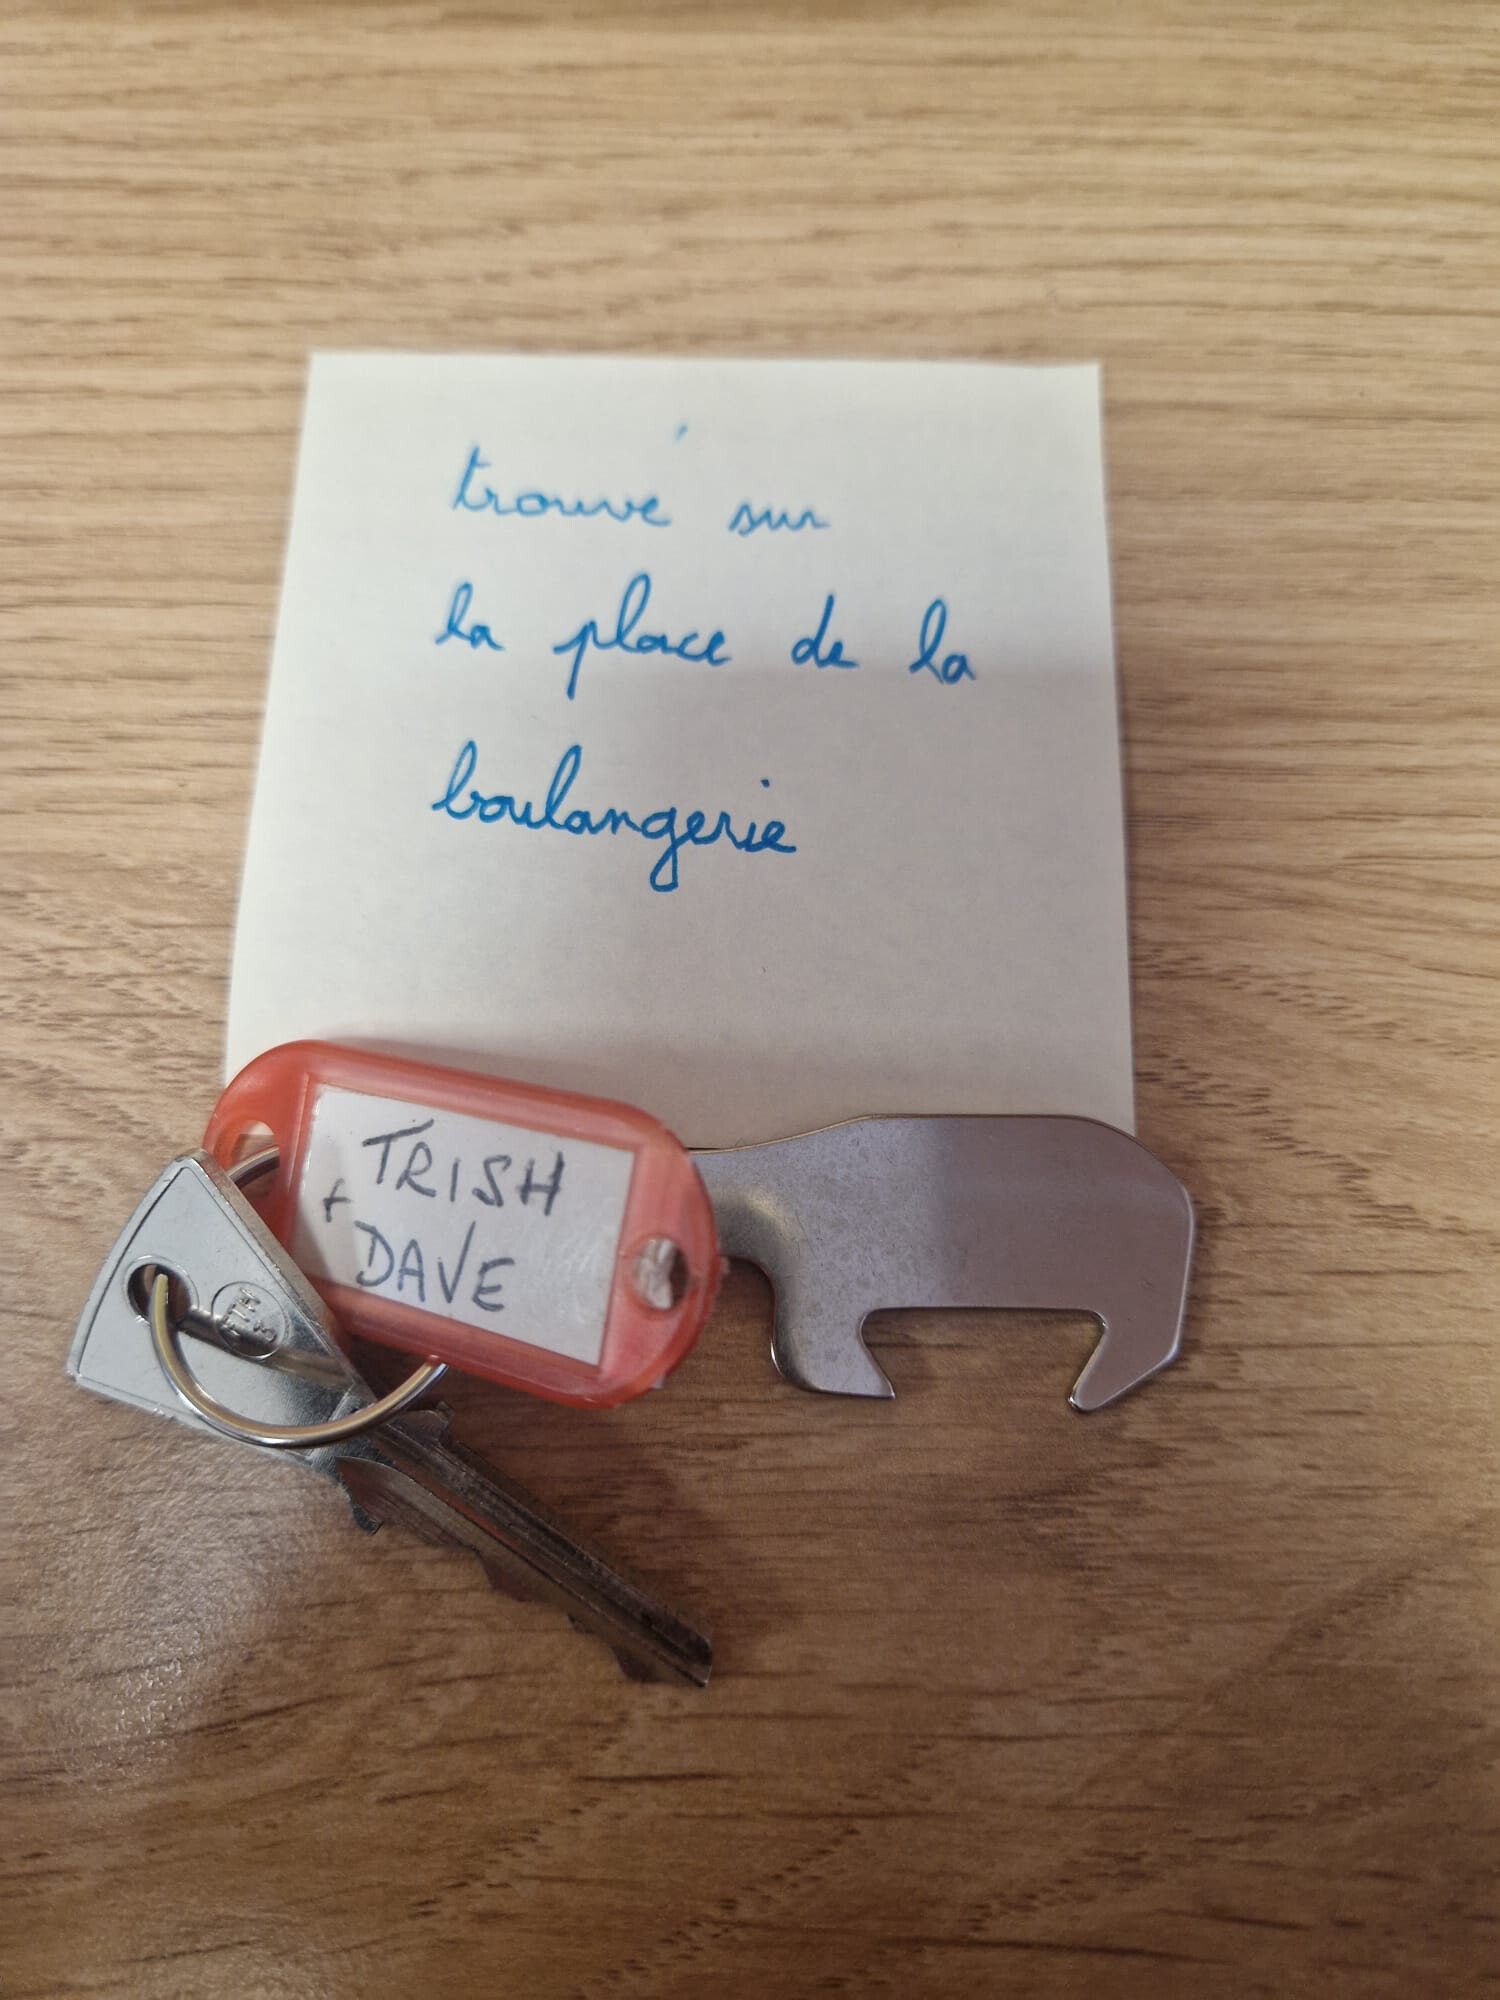 trouvé sur
la place de la
boulangerie
TRISH
+ DAVE